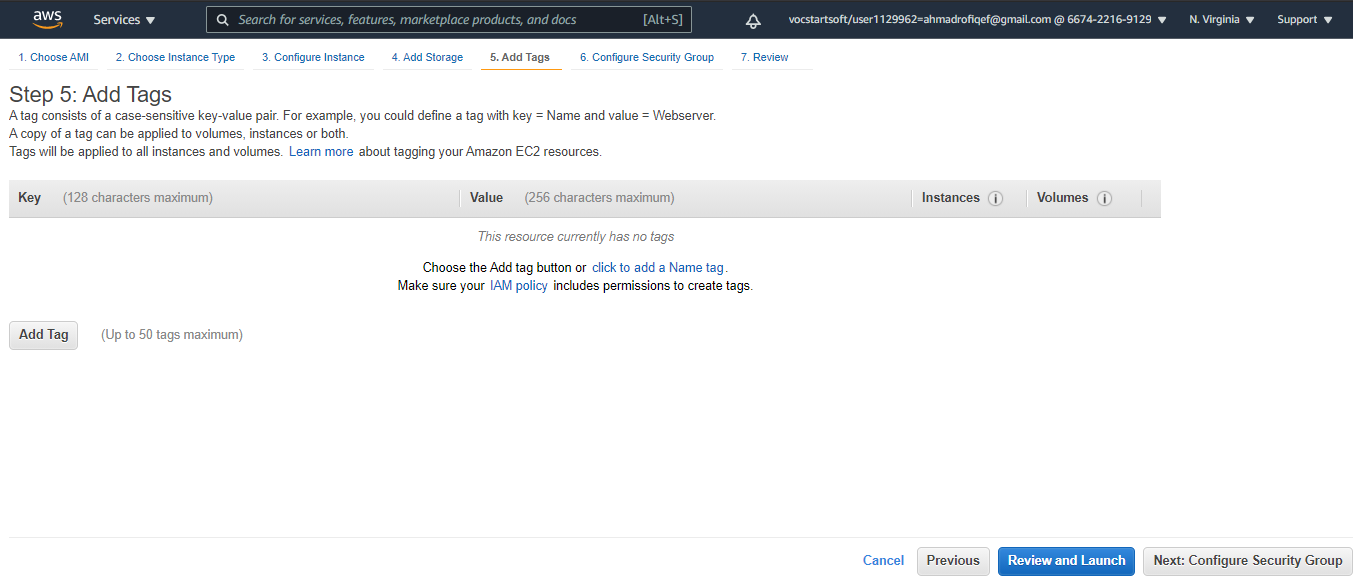 aws Services Search for services, features, marketplace products, and docs [Alt+S] vocstartsoft/user1129962=ahmadrofiqef@gmail.com @ 6674-2216-9129 N. Virginia Support
1. Choose AMI 2. Choose Instance Type 3. Configure Instance 4. Add Storage 5. Add Tags 6. Configure Security Group 7. Review
Step 5: Add Tags
A tag consists of a case-sensitive key-value pair. For example, you could define a tag with key = Name and value = Webserver.
A copy of a tag can be applied to volumes, instances or both.
Tags will be applied to all instances and volumes. Learn more about tagging your Amazon EC2 resources.
Key (128 characters maximum) Value (256 characters maximum) Instances i Volumes i
This resource currently has no tags
Choose the Add tag button or click to add a Name tag.
Make sure your IAM policy includes permissions to create tags.
Add Tag (Up to 50 tags maximum)
Cancel Previous Review and Launch Next: Configure Security Group